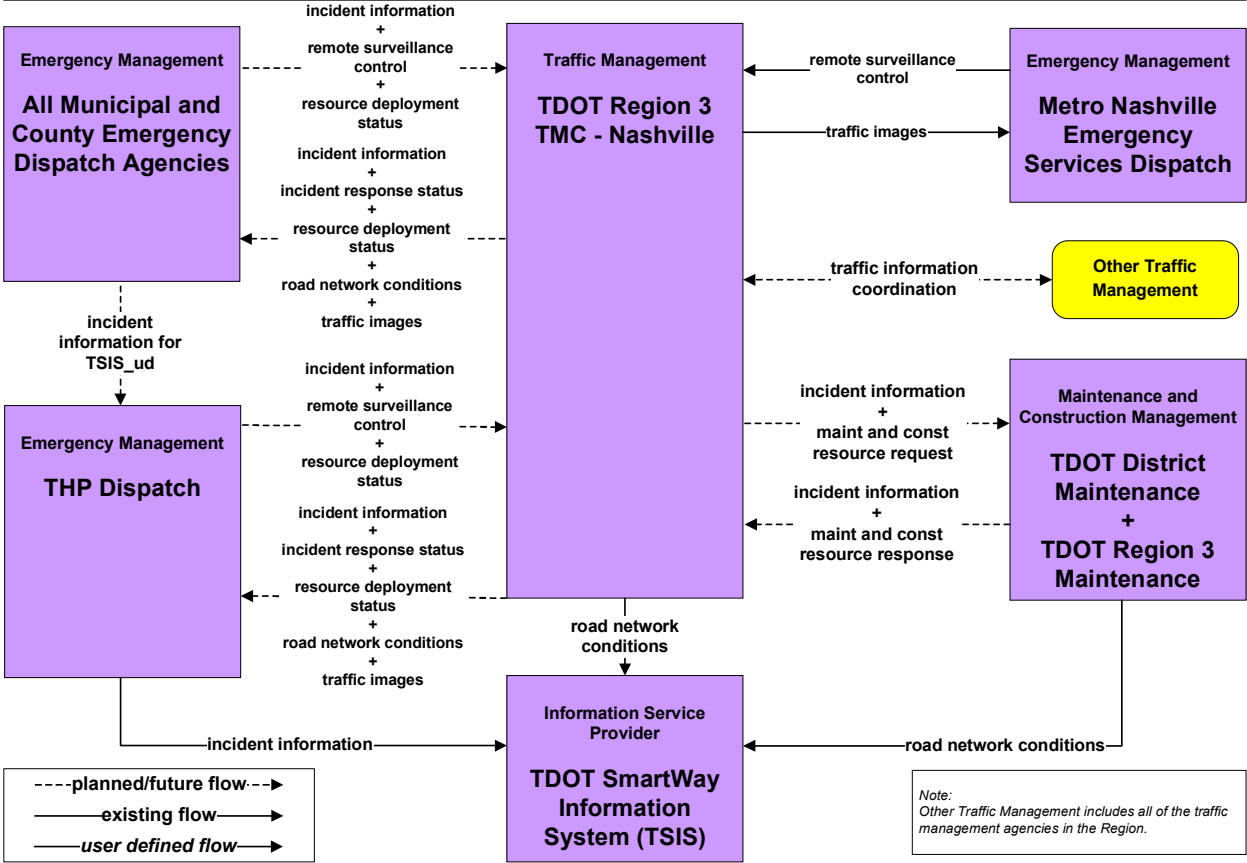 Emergency Management
All Municipal and
County Emergency
Dispatch Agencies
incident information
+
remote surveillance
control
+
resource deployment
status
incident information
+
incident response status
+
resource deployment
status
+
road network conditions
+
traffic images
Traffic Management
TDOT Region 3
TMC - Nashville
remote surveillance
control
traffic images
Emergency Management
Metro Nashville
Emergency
Services Dispatch
traffic information
coordination
Other Traffic
Management
incident
information for
TSIS_ud
Emergency Management
THP Dispatch
incident information
+
remote surveillance
control
+
resource deployment
status
incident information
+
incident response status
+
resource deployment
status
+
road network conditions
+
traffic images
incident information
+
maint and const
resource request
incident information
+
maint and const
resource response
Maintenance and
Construction Management
TDOT District
Maintenance
+
TDOT Region 3
Maintenance
road network
conditions
incident information
Information Service
Provider
TDOT SmartWay
Information
System (TSIS)
road network conditions
planned/future flow
existing flow
user defined flow
Note:
Other Traffic Management includes all of the traffic
management agencies in the Region.